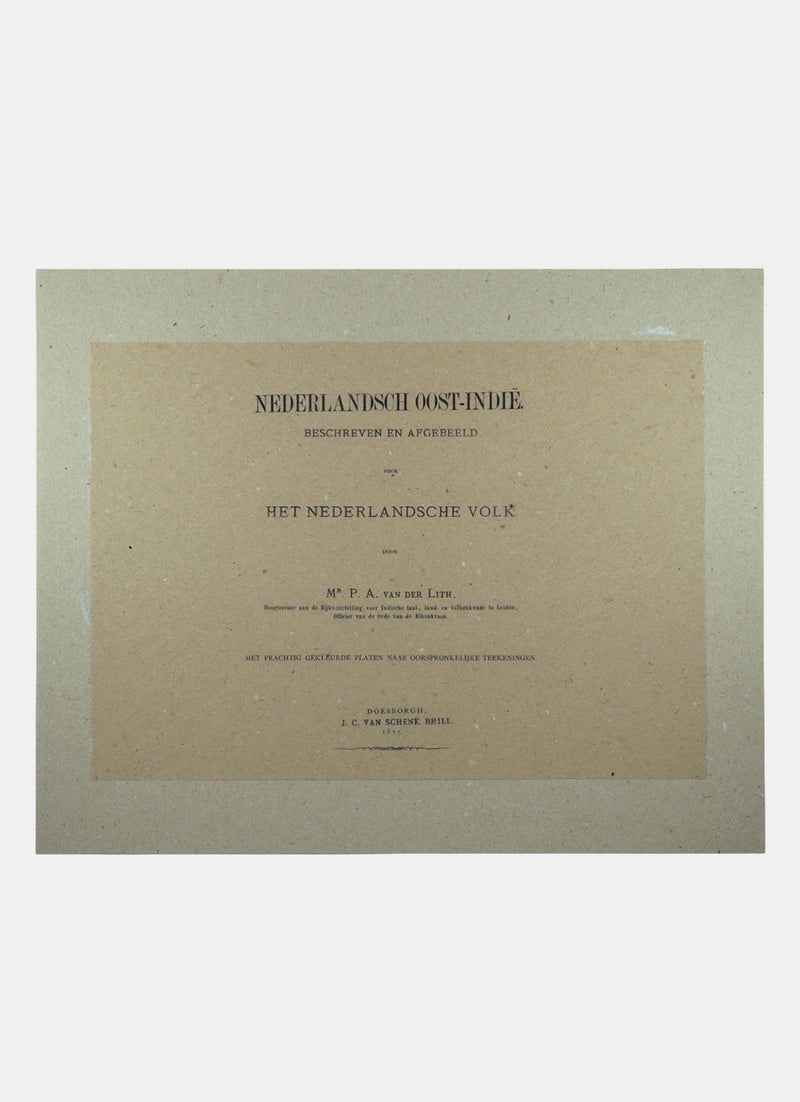 NEDERLANDSCH OOST-INDIË.
BESCHREVEN EN AFGEBEELD
VOOR
HET NEDERLANDSCHE VOLK
DOOR
MR. P. A. VAN DER LITH,
Hoogleeraar aan de Rijks-instelling voor Indische taal-, land- en volkenkunde te Leiden,
Officier van de Orde van de Eikenkroon.
MET PRACHTIG GEKLEURDE PLATEN NAAR OORSPRONKELIJKE TEEKENINGEN.
DOESBORGH,
J. C. VAN SCHENK BRILL
1875